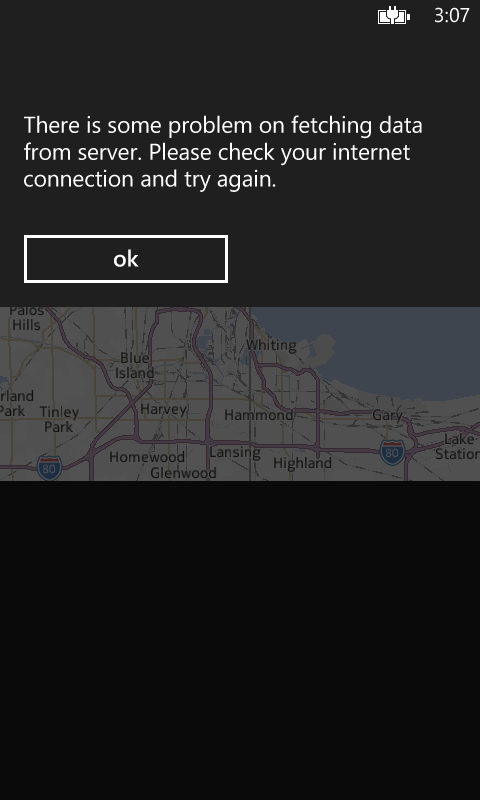 3:07
There is some problem on fetching data
from server. Please check your internet
connection and try again.
ok
Palos
Hills
Whiting
Blue
Island
rland
Park
Tinley
Park
Harvey
Hammond
Gary
Lake
Station
Homewood
Lansing
Highland
Glenwood
80
80